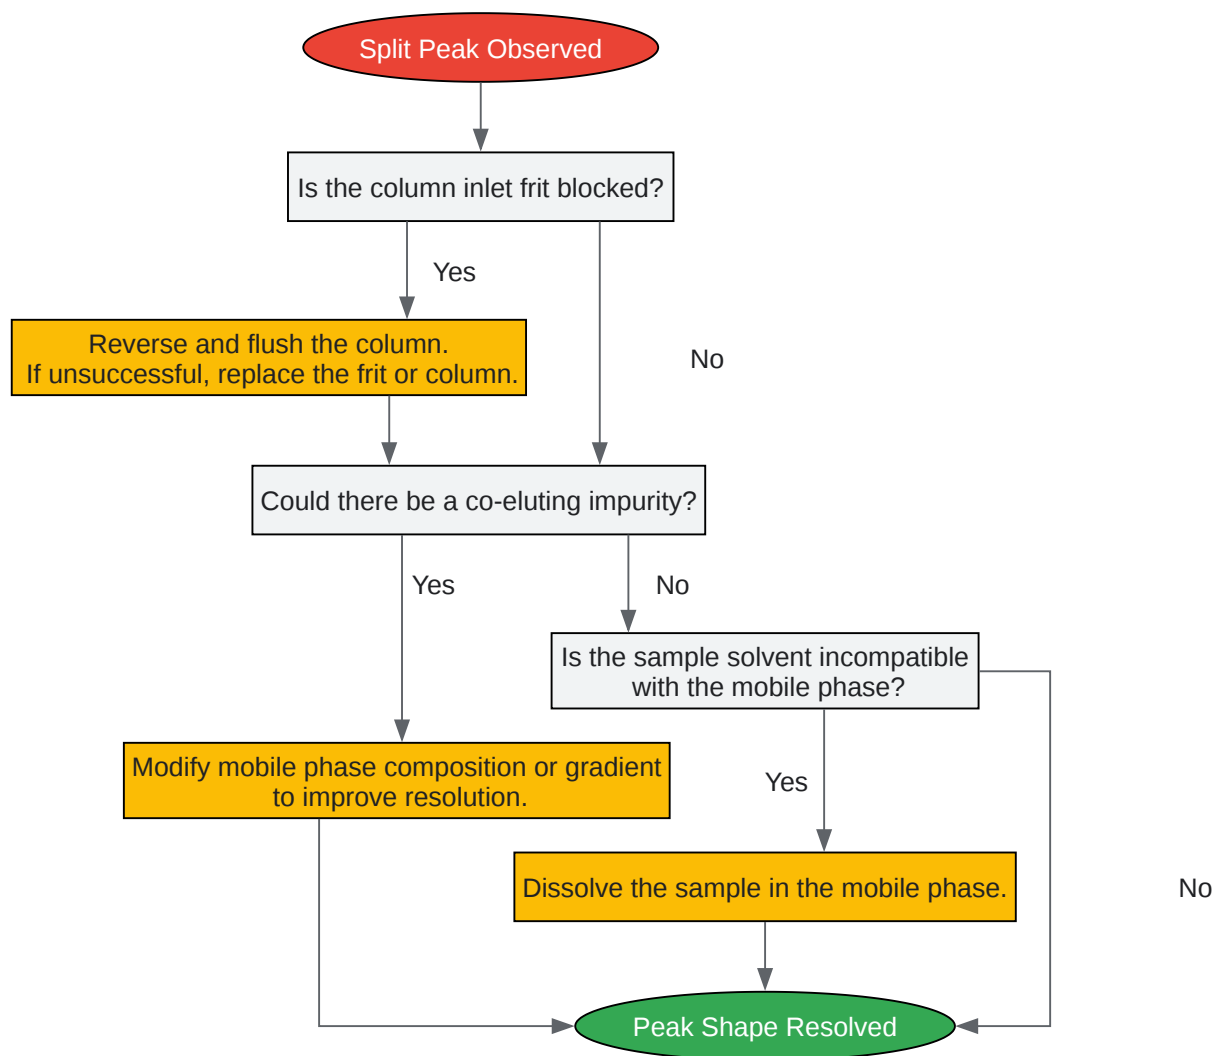 Split Peak Observed
Is the column inlet frit blocked?
Yes
Reverse and flush the column.
If unsuccessful, replace the frit or column.
No
Could there be a co-eluting impurity?
Yes
No
Is the sample solvent incompatible
with the mobile phase?
Modify mobile phase composition or gradient
to improve resolution.
Yes
Dissolve the sample in the mobile phase.
No
Peak Shape Resolved